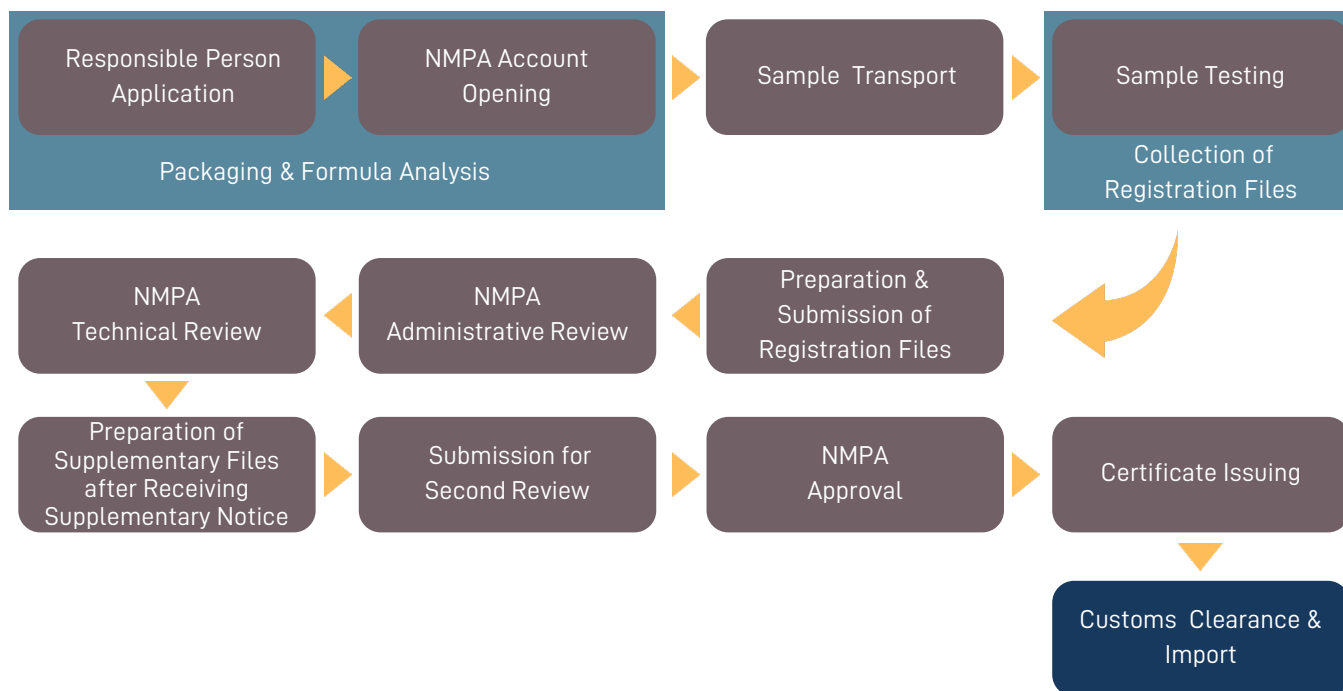 Responsible Person
Application
NMPA Account
Opening
Sample Transport
Sample Testing
Packaging & Formula Analysis
Collection of
Registration Files
Preparation &
Submission of
Registration Files
NMPA
Administrative Review
NMPA
Technical Review
Preparation of
Supplementary Files
after Receiving
Supplementary Notice
Submission for
Second Review
NMPA
Approval
Certificate Issuing
Customs Clearance &
Import